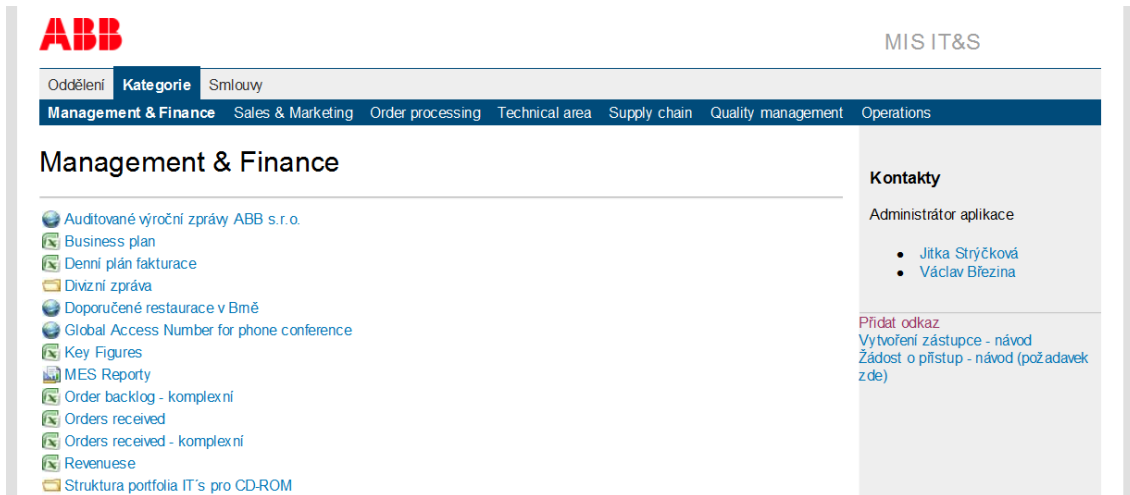 ABB
MIS IT&S
Oddělení Kategorie Smlouvy
Management & Finance Sales & Marketing Order processing Technical area Supply chain Quality management Operations
Management & Finance
Auditované výroční zprávy ABB s.r.o.
Business plan
Denní plán fakturace
Divizní zpráva
Doporučené restaurace v Brně
Global Access Number for phone conference
Key Figures
MES Reporty
Order backlog - komplexní
Orders received
Orders received - komplexní
Revenuese
Struktura portfolia IT´s pro CD-ROM
Kontakty
Administrátor aplikace
Jitka Strýčková
Václav Březina
Přidat odkaz
Vytvoření zástupce - návod
Žádost o přístup - návod (požadavek
zde)